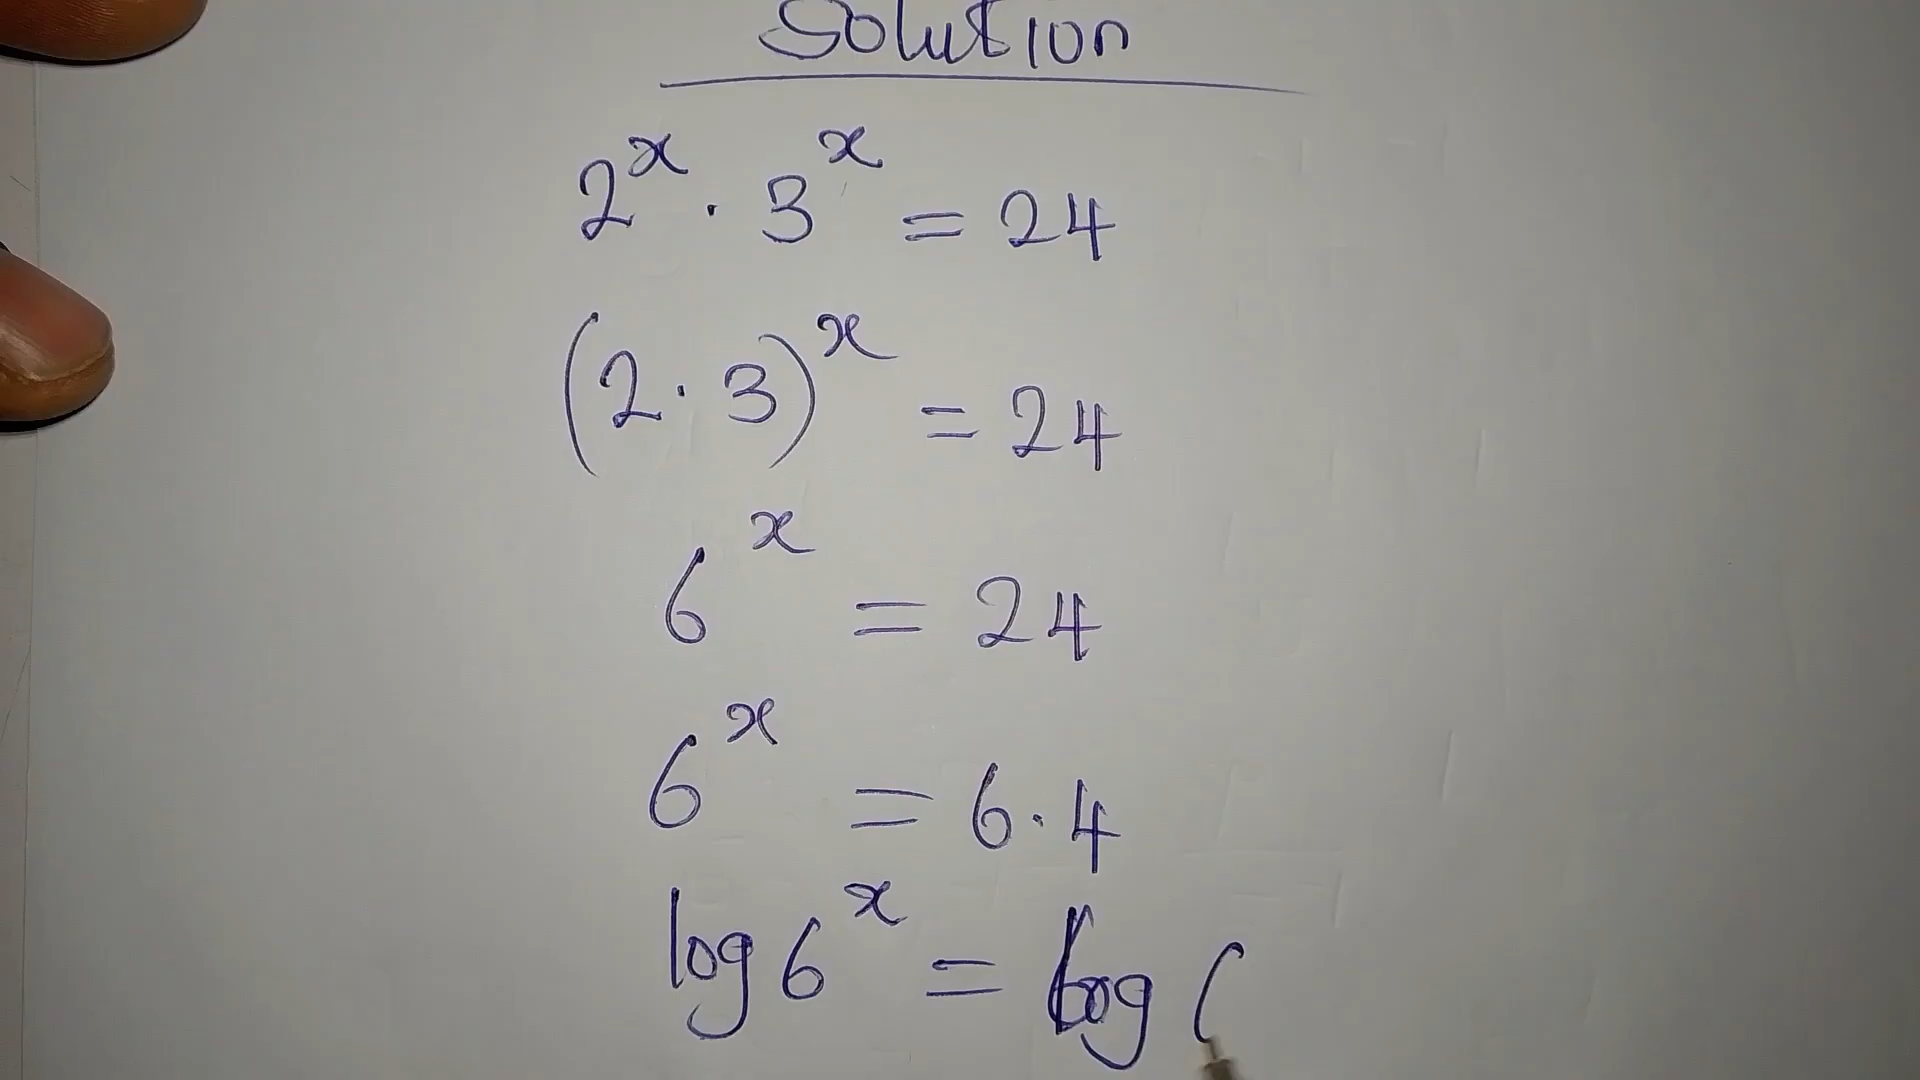 Solution
2^x · 3^x = 24
(2 · 3)^x = 24
6^x = 24
6^x = 6 · 4
log 6^x = log (